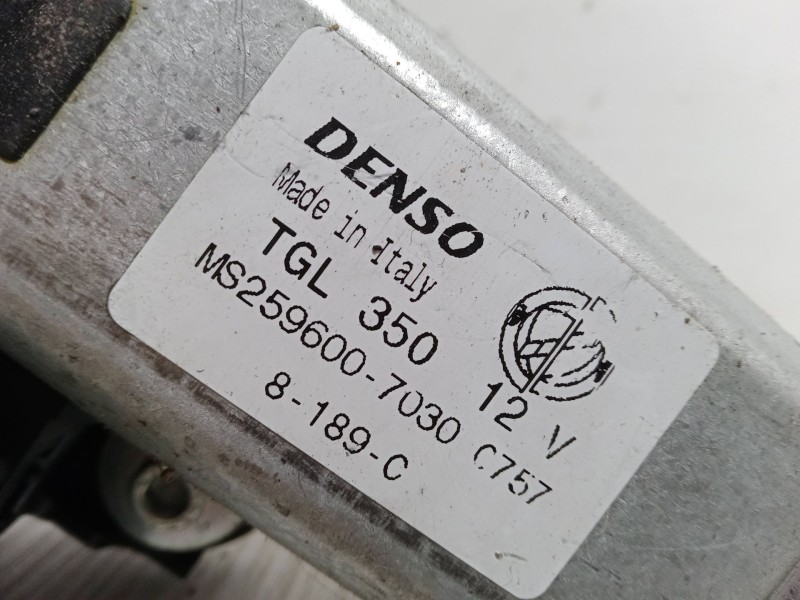 DENSO
Made in Italy
TGL 350 12 V
MS259600-7030 C757
8-189-C